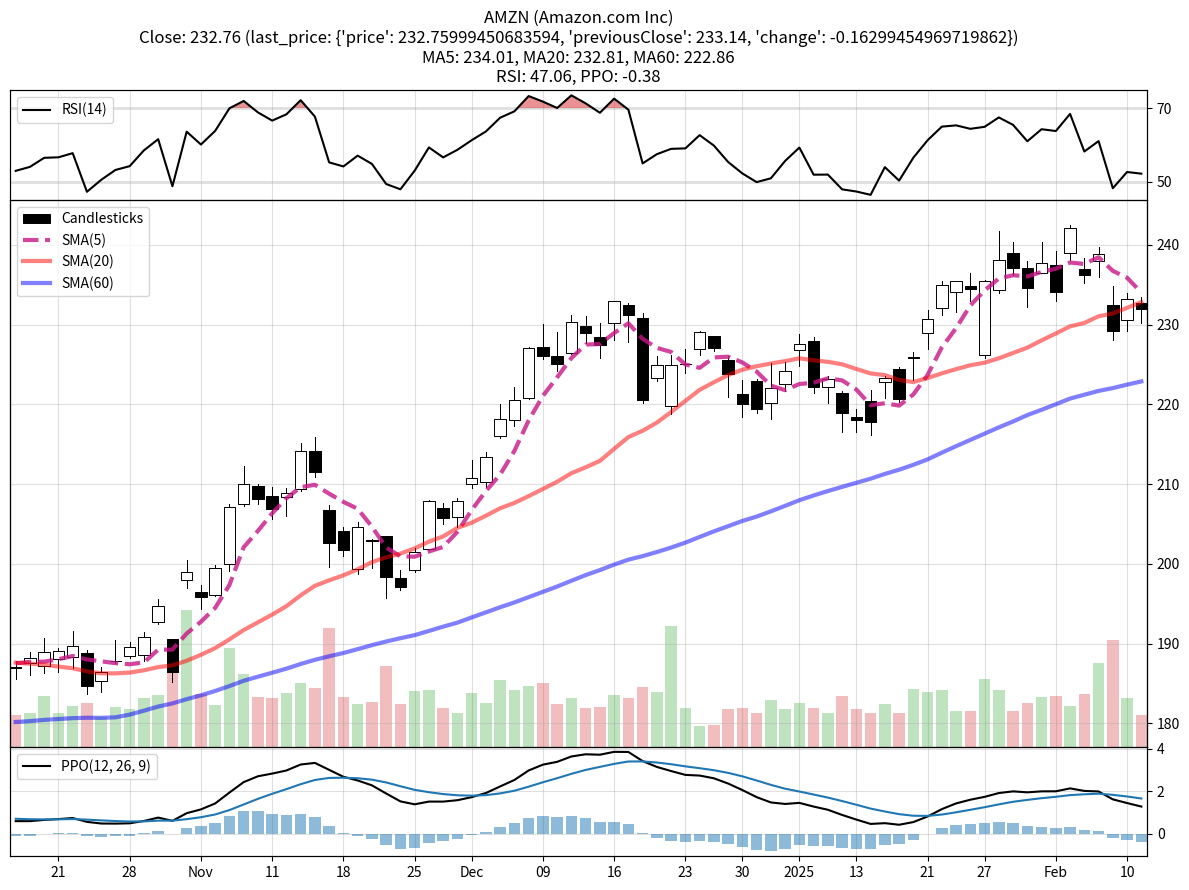 AMZN (Amazon.com Inc)
Close: 232.76 (last_price: {'price': 232.75999450683594, 'previousClose': 233.14, 'change': -0.16299454969719862})
MA5: 234.01, MA20: 232.81, MA60: 222.86
RSI: 47.06, PPO: -0.38
RSI(14)
70
50
Candlesticks
SMA(5)
SMA(20)
SMA(60)
240
230
220
210
200
190
180
PPO(12, 26, 9)
4
2
0
21 28 Nov 11 18 25 Dec 09 16 23 30 2025 13 21 27 Feb 10